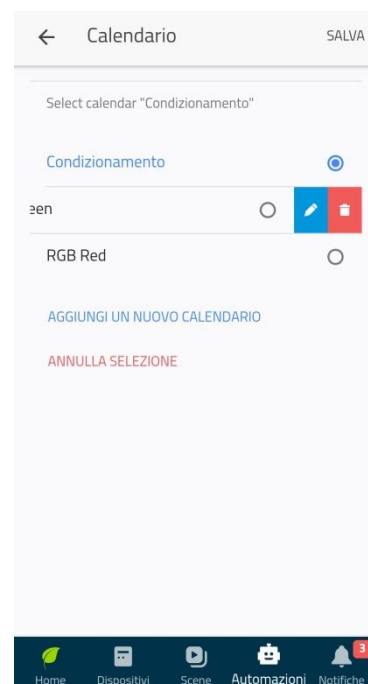 Calendario SALVA
Select calendar "Condizionamento"
Condizionamento
een
RGB Red
AGGIUNGI UN NUOVO CALENDARIO
ANNULLA SELEZIONE
3
Home Dispositivi Scene Automazioni Notifiche